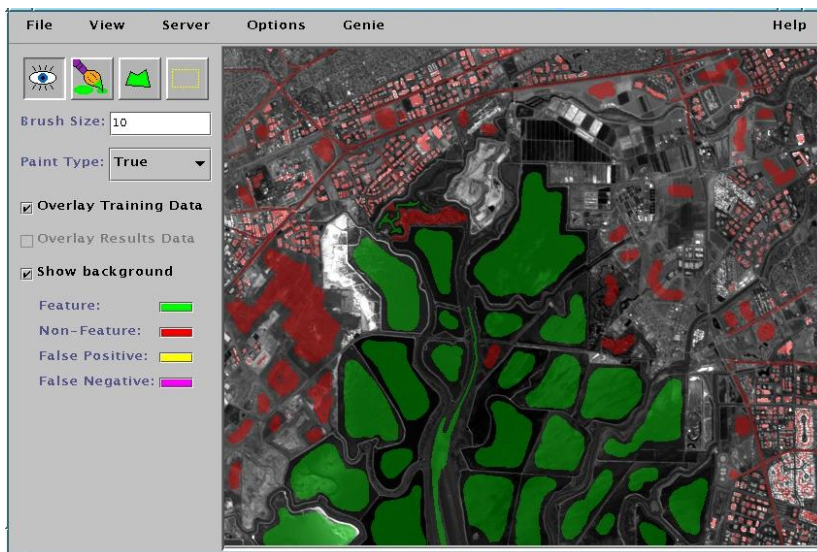 File View Server Options Genie Help
Brush Size: 10
Paint Type: True
Overlay Training Data
Overlay Results Data
Show background
Feature:
Non-Feature:
False Positive:
False Negative: